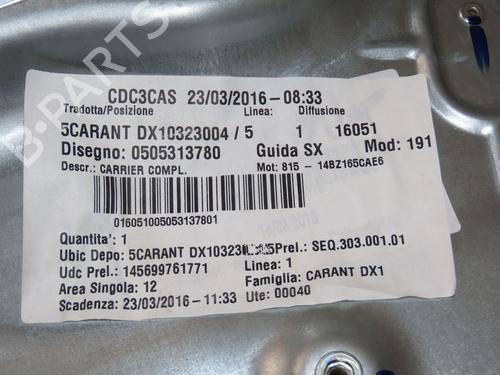 CDC3CAS 23/03/2016-08:33
Tradotta/Posizione Linea: Diffusione
5CARANT DX10323004 / 5 1 16051
Disegno: 0505313780 Guida SX Mod: 191
Descr.: CARRIER COMPL. Mot: 815 - 14BZ165CAE6
016051005053137801
Quantita': 1
Ubic Depo: 5CARANT Prel.: SEQ.303.001.01
Udc Prel.: 145699761771 Linea: 1
Area Singola: 12 Famiglia: CARANT DX1
Scadenza: 23/03/2016-11:33 Ute: 00040